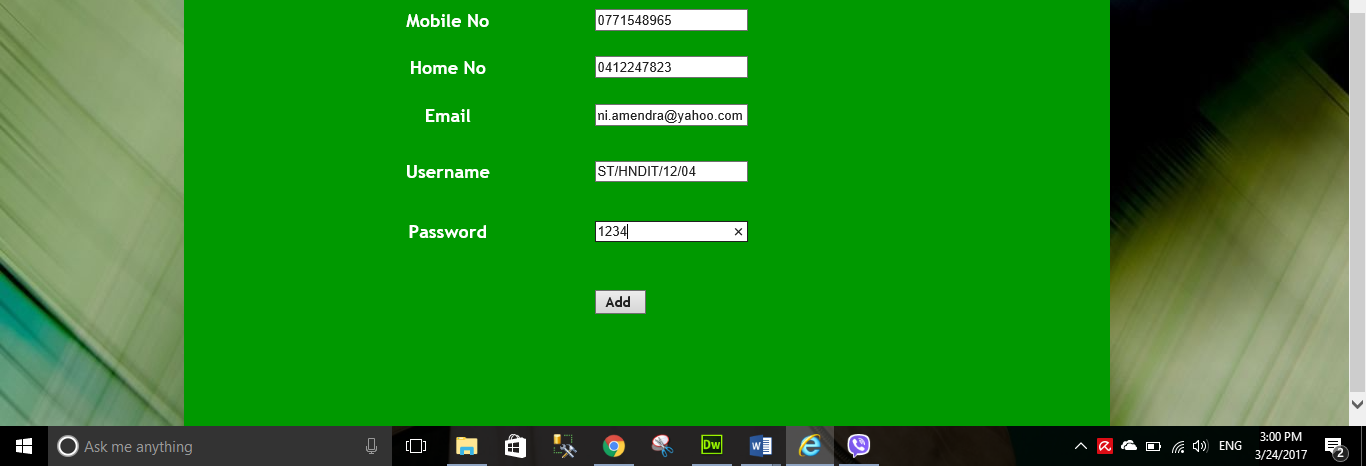 Mobile No 0771548965
Home No 0412247823
Email ni.amendra@yahoo.com
Username ST/HNDIT/12/04
Password 1234
Add
Ask me anything
Dw
ENG
3:00 PM
3/24/2017
2